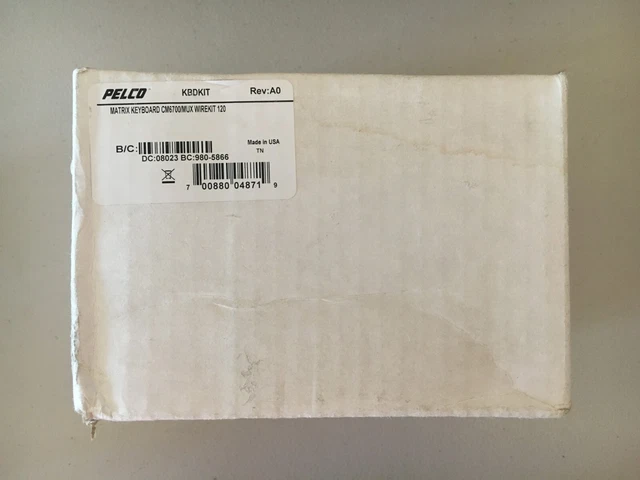 PELCO® KBDKIT Rev:A0
MATRIX KEYBOARD CM6700/MUX WIREKIT 120
B/C: Made in USA
DC:08023 BC:980-5866 TN
7 00880 04871 9